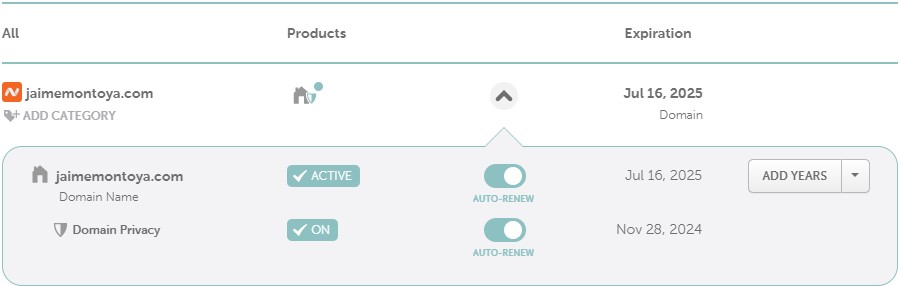 All Products Expiration
jaimemontoya.com Jul 16, 2025
ADD CATEGORY Domain
jaimemontoya.com ACTIVE Jul 16, 2025 ADD YEARS
Domain Name AUTO-RENEW
Domain Privacy ON Nov 28, 2024
AUTO-RENEW